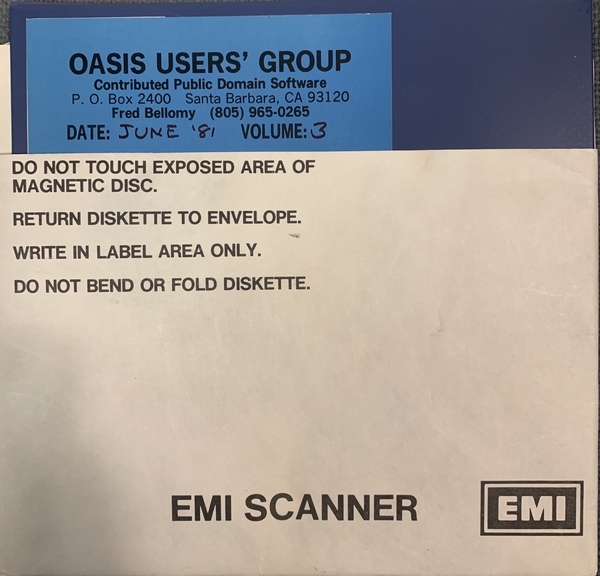 OASIS USERS' GROUP
Contributed Public Domain Software
P. O. Box 2400 Santa Barbara, CA 93120
Fred Bellomy (805) 965-0265
DATE: JUNE '81 VOLUME: 3
DO NOT TOUCH EXPOSED AREA OF
MAGNETIC DISC.
RETURN DISKETTE TO ENVELOPE.
WRITE IN LABEL AREA ONLY.
DO NOT BEND OR FOLD DISKETTE.
EMI SCANNER
EMI